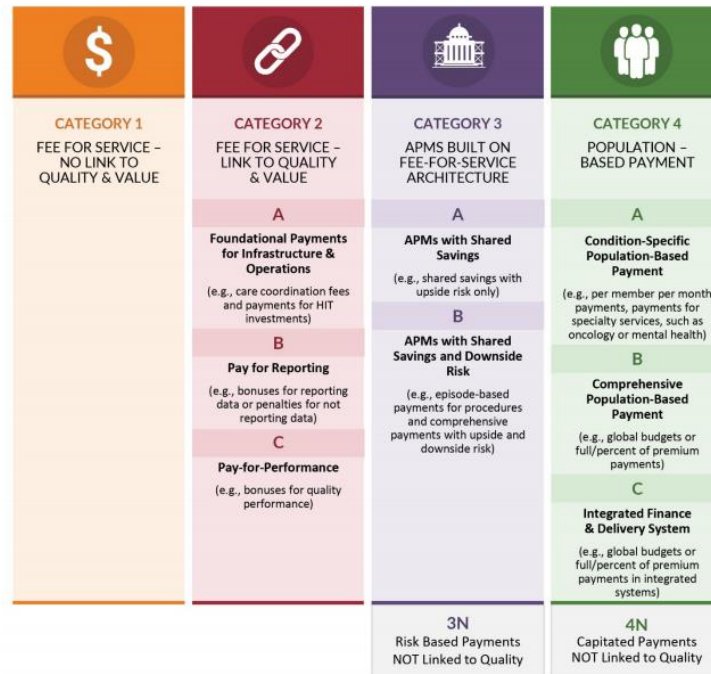 $
CATEGORY 1
FEE FOR SERVICE –
NO LINK TO
QUALITY & VALUE
CATEGORY 2
FEE FOR SERVICE –
LINK TO QUALITY
& VALUE
A
Foundational Payments
for Infrastructure &
Operations
(e.g., care coordination fees
and payments for HIT
investments)
B
Pay for Reporting
(e.g., bonuses for reporting
data or penalties for not
reporting data)
C
Pay-for-Performance
(e.g., bonuses for quality
performance)
CATEGORY 3
APMS BUILT ON
FEE-FOR-SERVICE
ARCHITECTURE
A
APMs with Shared
Savings
(e.g., shared savings with
upside risk only)
B
APMs with Shared
Savings and Downside
Risk
(e.g., episode-based
payments for procedures
and comprehensive
payments with upside and
downside risk)
3N
Risk Based Payments
NOT Linked to Quality
CATEGORY 4
POPULATION –
BASED PAYMENT
A
Condition-Specific
Population-Based
Payment
(e.g., per member per month
payments, payments for
specialty services, such as
oncology or mental health)
B
Comprehensive
Population-Based
Payment
(e.g., global budgets or
full/percent of premium
payments)
C
Integrated Finance
& Delivery System
(e.g., global budgets or
full/percent of premium
payments in integrated
systems)
4N
Capitated Payments
NOT Linked to Quality